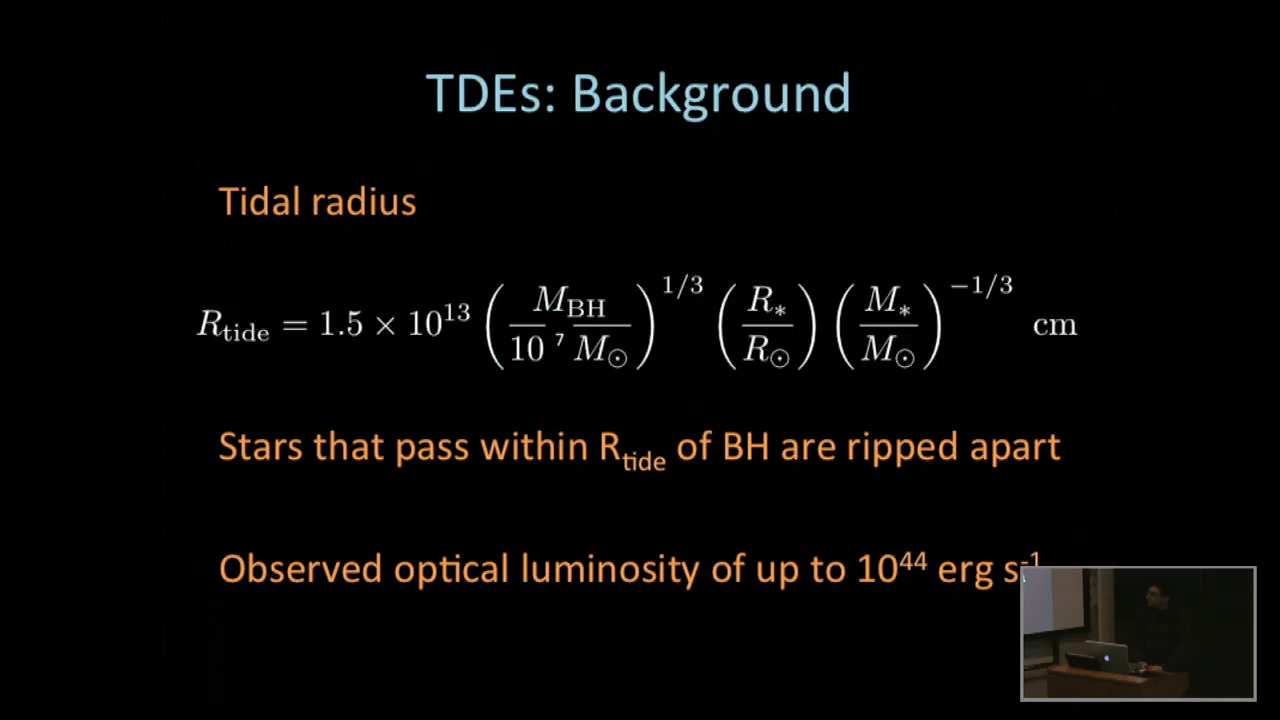 TDEs: Background
Tidal radius
R_tide = 1.5 × 10^13 (M_BH / 10^7 M_⊙)^1/3 (R_* / R_⊙) (M_* / M_⊙)^−1/3 cm
Stars that pass within R_tide of BH are ripped apart
Observed optical luminosity of up to 10^44 erg s^-1